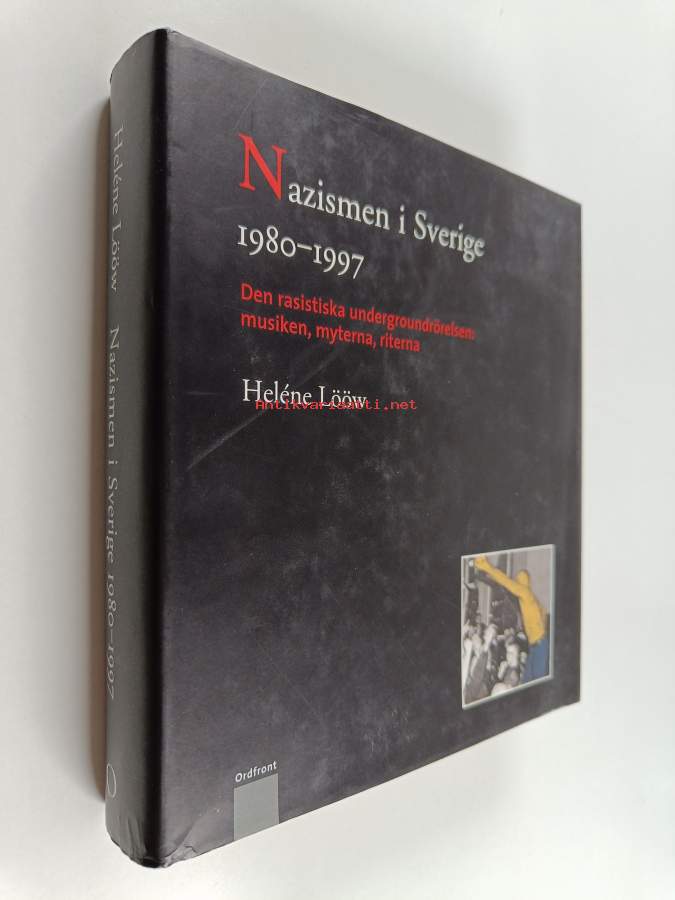 Nazismen i Sverige
1980–1997
Den rasistiska undergroundrörelsen:
musiken, myterna, riterna
Heléne Lööw
Antikvariaatti.net
Ordfront
Heléne Lööw Nazismen i Sverige 1980–1997